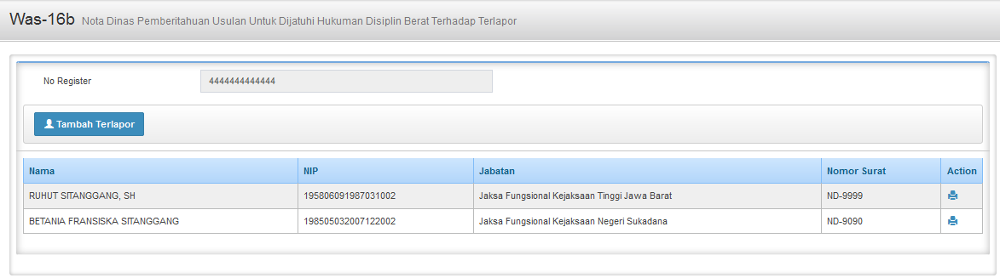 Was-16b Nota Dinas Pemberitahuan Usulan Untuk Dijatuhi Hukuman Disiplin Berat Terhadap Terlapor
No Register 4444444444444
Tambah Terlapor
Nama NIP Jabatan Nomor Surat Action
RUHUT SITANGGANG, SH 195806091987031002 Jaksa Fungsional Kejaksaan Tinggi Jawa Barat ND-9999
BETANIA FRANSISKA SITANGGANG 198505032007122002 Jaksa Fungsional Kejaksaan Negeri Sukadana ND-9090